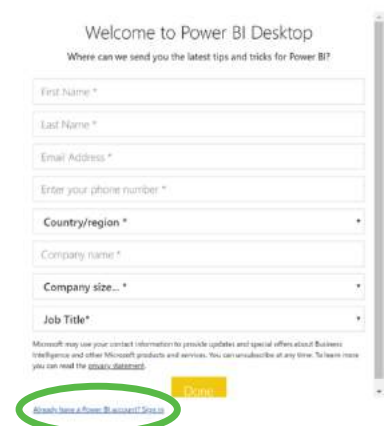 Welcome to Power BI Desktop
Where can we send you the latest tips and tricks for Power BI?
First Name *
Last Name *
Email Address *
Enter your phone number *
Country/region *
Company name *
Company size... *
Job Title*
Microsoft may use your contact information to provide updates and special offers about Business
Intelligence and other Microsoft products and services. You can unsubscribe at any time. To learn more
you can read the privacy statement.
Done
Already have a Power BI account? Sign in